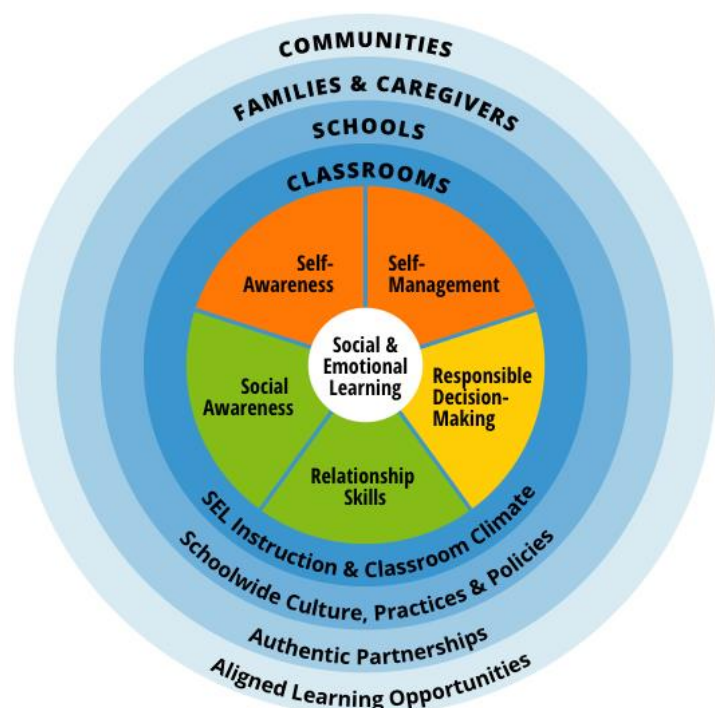 COMMUNITIES
FAMILIES & CAREGIVERS
SCHOOLS
CLASSROOMS
Self-
Awareness
Self-
Management
Social &
Emotional
Learning
Social
Awareness
Responsible
Decision-
Making
Relationship
Skills
SEL Instruction & Classroom Climate
Schoolwide Culture, Practices & Policies
Authentic Partnerships
Aligned Learning Opportunities